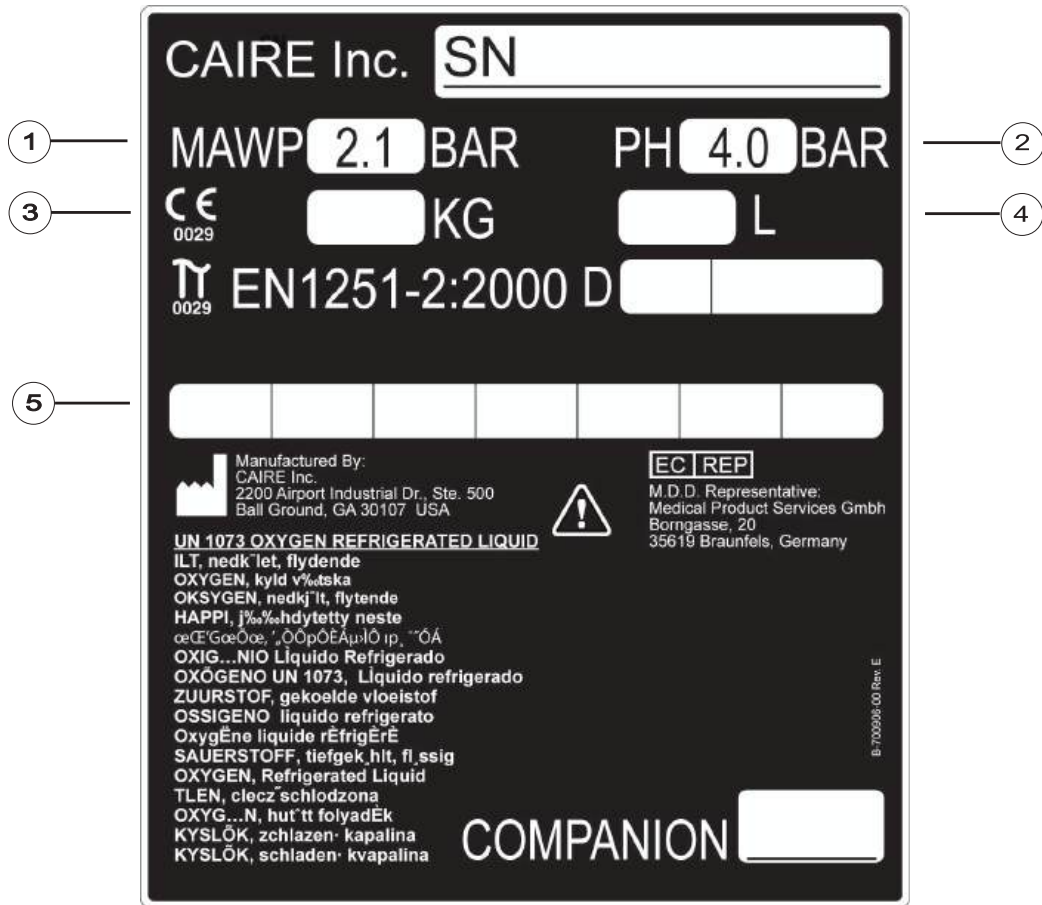 CAIRE Inc. SN
1 MAWP 2.1 BAR PH 4.0 BAR 2
3 CE 0029 KG L 4
π 0029 EN1251-2:2000 D
5
Manufactured By:
CAIRE Inc.
2200 Airport Industrial Dr., Ste. 500
Ball Ground, GA 30107 USA
EC REP
M.D.D. Representative:
Medical Product Services Gmbh
Borngasse, 20
35619 Braunfels, Germany
UN 1073 OXYGEN REFRIGERATED LIQUID
ILT, nedk˜let, flydende
OXYGEN, kyld v‰tska
OKSYGEN, nedkj¯lt, flytende
HAPPI, j‰‰hdytetty neste
OXIG...NIO LÌquido Refrigerado
OXÕGENO UN 1073, LÌquido refrigerado
ZUURSTOF, gekoelde vloeistof
OSSIGENO liquido refrigerato
OxygËne liquide rÈfrigÈrÈ
SAUERSTOFF, tiefgek¸hlt, fl¸ssig
OXYGEN, Refrigerated Liquid
TLEN, clecz˝schlodzona
OXYG...N, hutˆtt folyadÈk
KYSLÕK, zchlazen· kapalina
KYSLÕK, schladen· kvapalina
B-700906-00 Rev. E
COMPANION